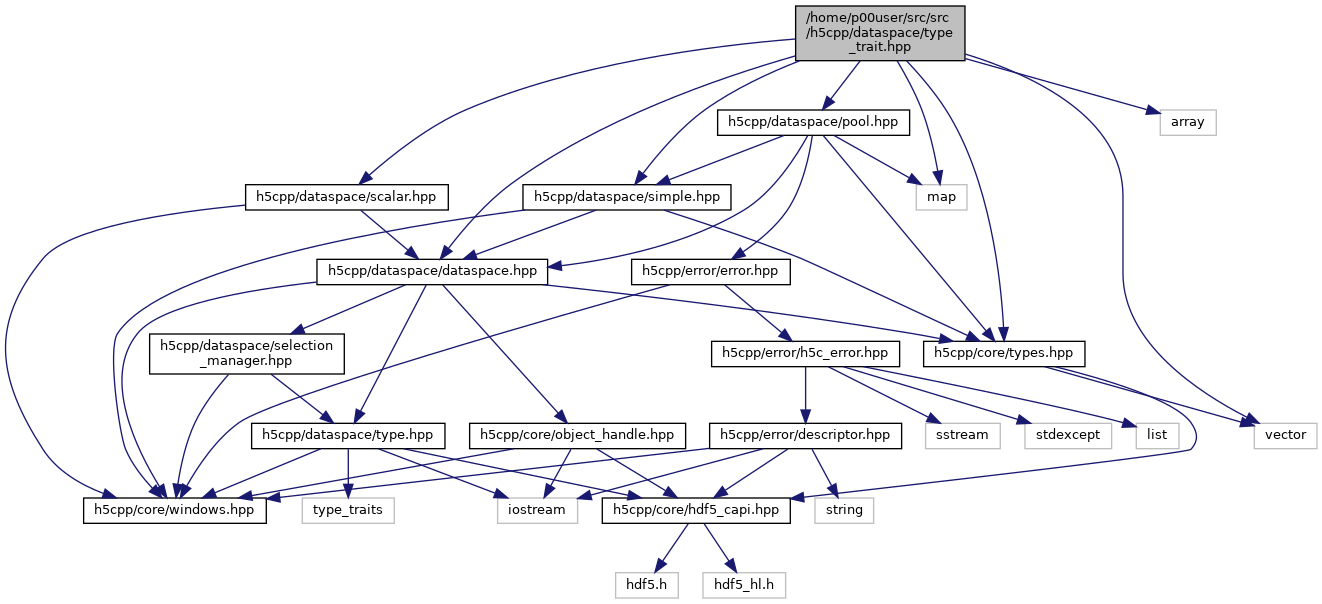 /home/p00user/src/src
/h5cpp/dataspace/type
_trait.hpp
h5cpp/dataspace/pool.hpp
array
h5cpp/dataspace/scalar.hpp
h5cpp/dataspace/simple.hpp
map
h5cpp/dataspace/dataspace.hpp
h5cpp/error/error.hpp
h5cpp/dataspace/selection
_manager.hpp
h5cpp/error/h5c_error.hpp
h5cpp/core/types.hpp
h5cpp/dataspace/type.hpp
h5cpp/core/object_handle.hpp
h5cpp/error/descriptor.hpp
sstream
stdexcept
list
vector
h5cpp/core/windows.hpp
type_traits
iostream
h5cpp/core/hdf5_capi.hpp
string
hdf5.h
hdf5_hl.h